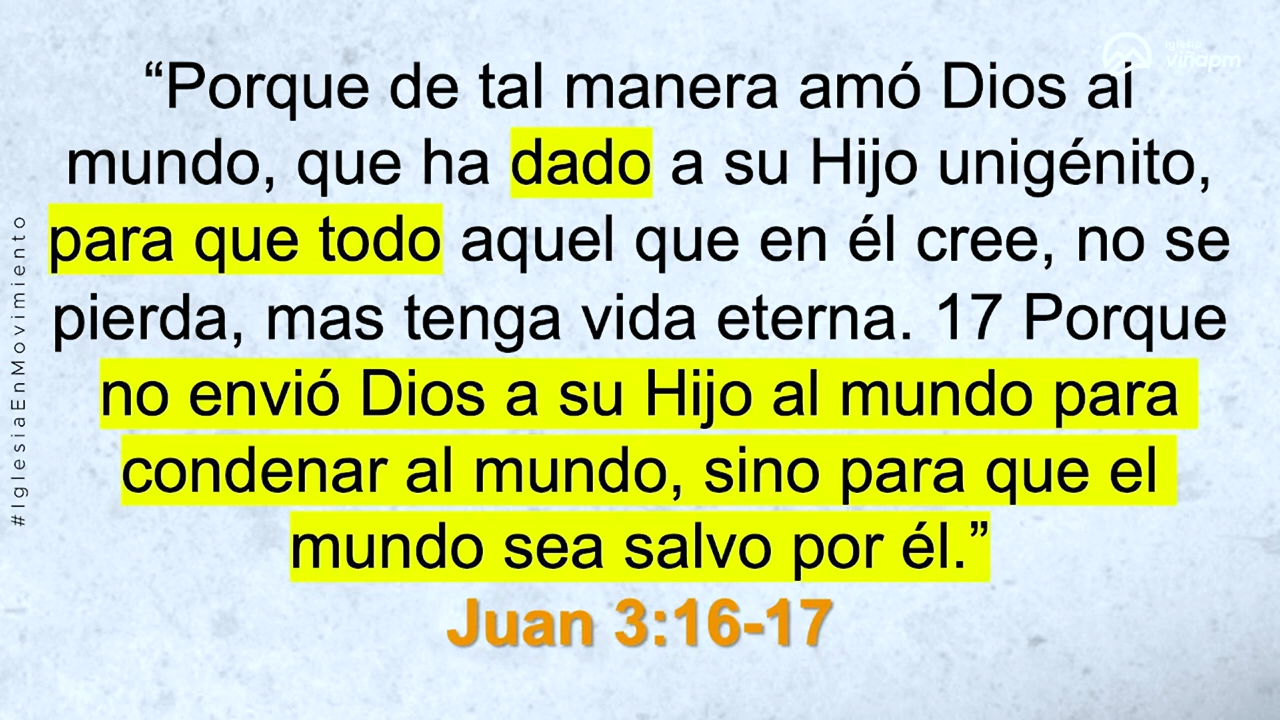 iglesia
vinapm
“Porque de tal manera amó Dios al
mundo, que ha dado a su Hijo unigénito,
para que todo aquel que en él cree, no se
pierda, mas tenga vida eterna. 17 Porque
no envió Dios a su Hijo al mundo para
condenar al mundo, sino para que el
mundo sea salvo por él.”
Juan 3:16-17
#IglesiaEnMovimiento